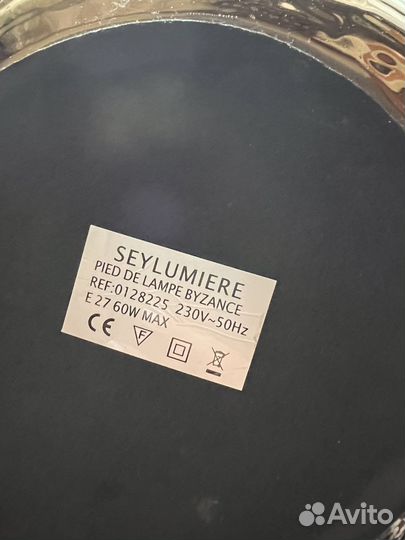 SEYLUMIERE
PIED DE LAMPE BYZANCE
REF:0128225 230V~50Hz
E 27 60W MAX
CE F
Avito